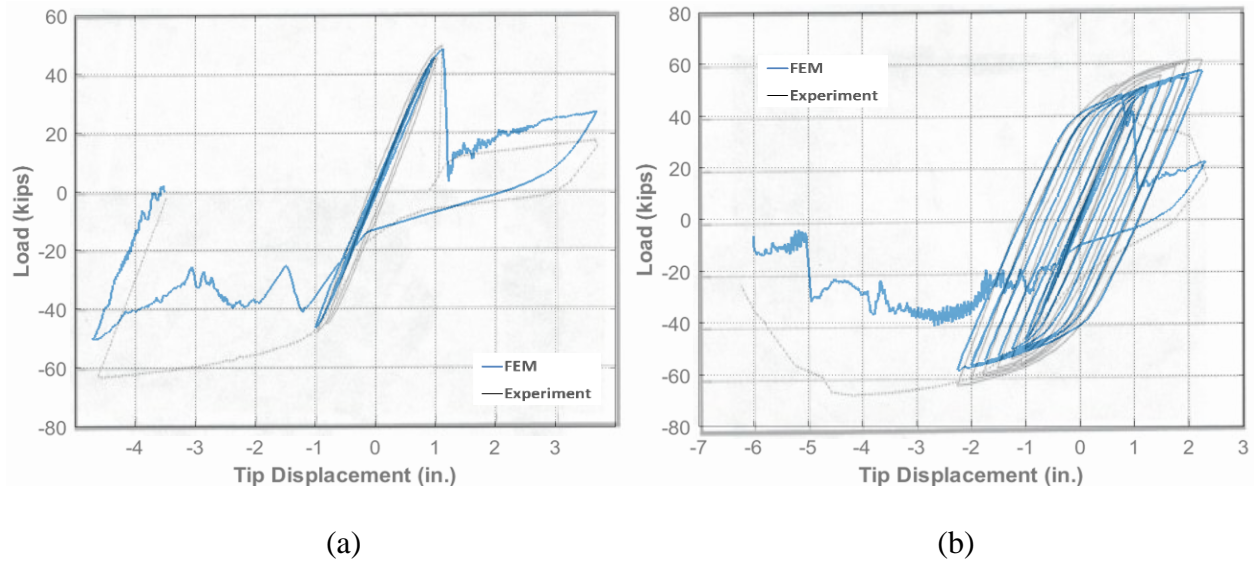 60
40
20
0
-20
-40
-60
-80
Load (kips)
FEM
Experiment
-4 -3 -2 -1 0 1 2 3
Tip Displacement (in.)
(a)
80
60
40
20
0
-20
-40
-60
-80
Load (kips)
FEM
Experiment
-7 -6 -5 -4 -3 -2 -1 0 1 2 3
Tip Displacement (in.)
(b)